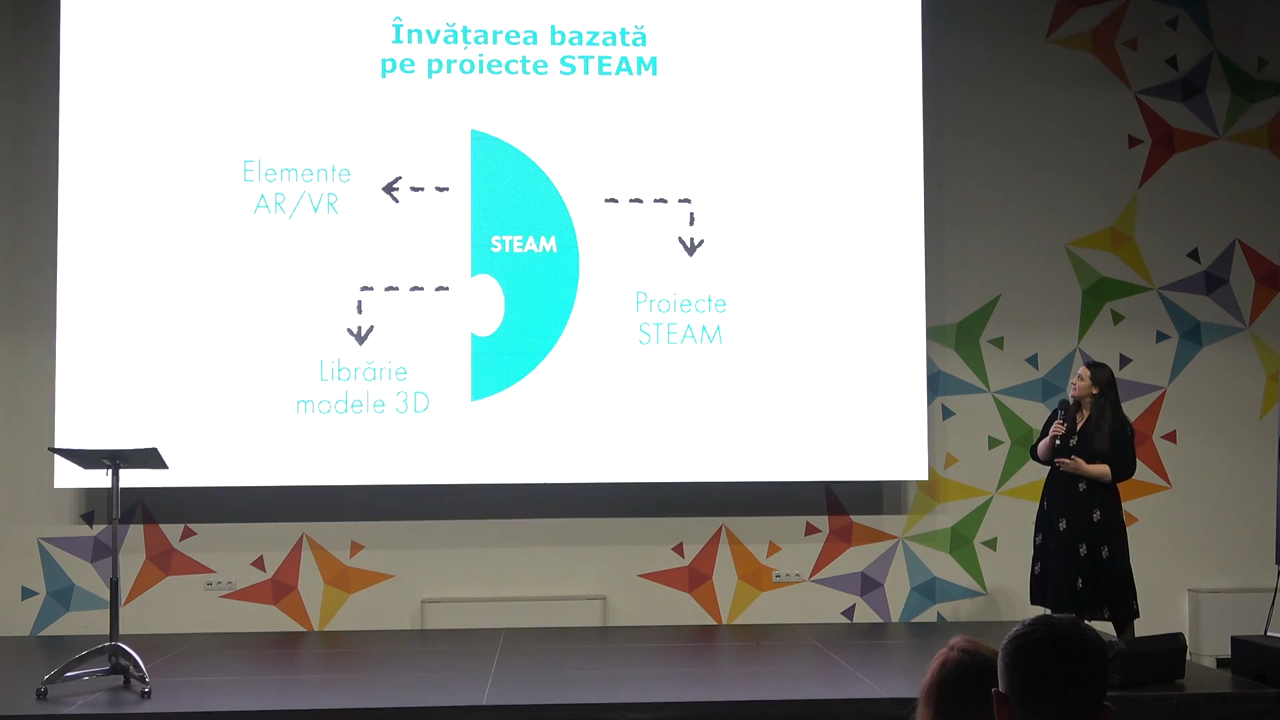 Învățarea bazată
pe proiecte STEAM
Elemente
AR/VR
STEAM
Proiecte
STEAM
Librărie
modele 3D